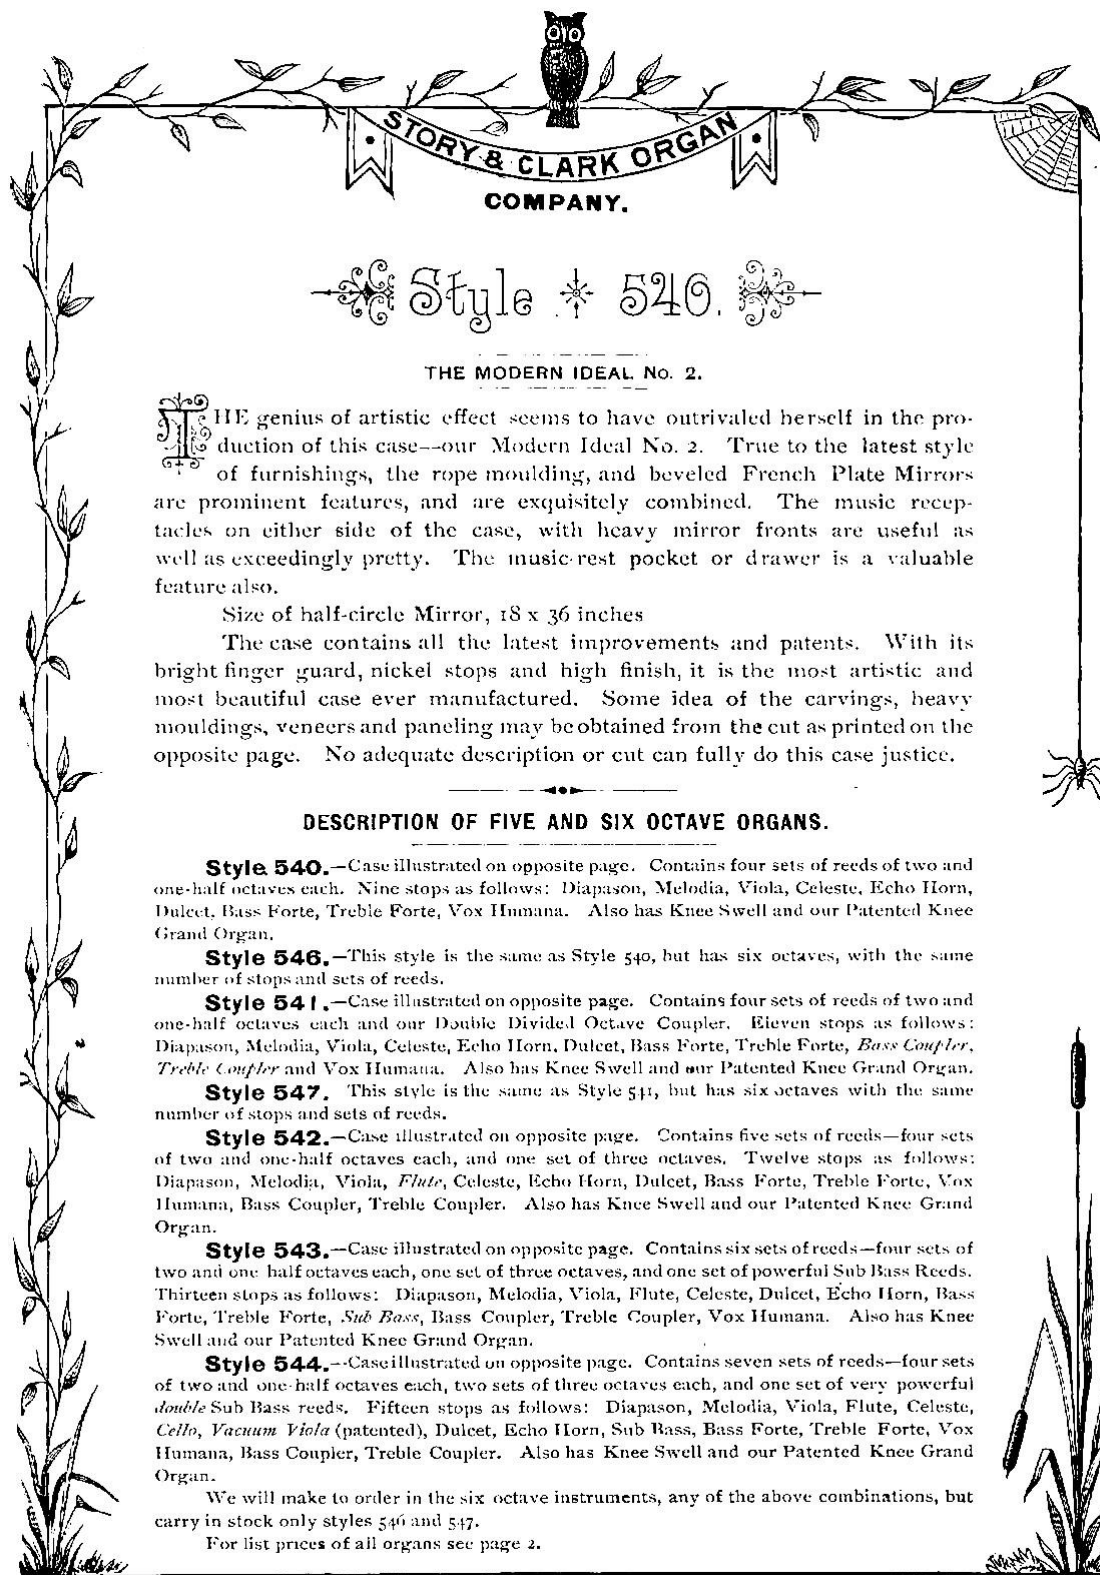 STORY & CLARK ORGAN
COMPANY.
Style 540.
THE MODERN IDEAL No. 2.
THE genius of artistic effect seems to have outrivaled herself in the pro-
duction of this case--our Modern Ideal No. 2. True to the latest style
of furnishings, the rope moulding, and beveled French Plate Mirrors
are prominent features, and are exquisitely combined. The music recep-
tacles on either side of the case, with heavy mirror fronts are useful as
well as exceedingly pretty. The music-rest pocket or drawer is a valuable
feature also.
Size of half-circle Mirror, 18 x 36 inches
The case contains all the latest improvements and patents. With its
bright finger guard, nickel stops and high finish, it is the most artistic and
most beautiful case ever manufactured. Some idea of the carvings, heavy
mouldings, veneers and paneling may be obtained from the cut as printed on the
opposite page. No adequate description or cut can fully do this case justice.
DESCRIPTION OF FIVE AND SIX OCTAVE ORGANS.
Style 540.—Case illustrated on opposite page. Contains four sets of reeds of two and
one-half octaves each. Nine stops as follows: Diapason, Melodia, Viola, Celeste, Echo Horn,
Dulcet, Bass Forte, Treble Forte, Vox Humana. Also has Knee Swell and our Patented Knee
Grand Organ.
Style 546.—This style is the same as Style 540, but has six octaves, with the same
number of stops and sets of reeds.
Style 541.—Case illustrated on opposite page. Contains four sets of reeds of two and
one-half octaves each and our Double Divided Octave Coupler. Eleven stops as follows:
Diapason, Melodia, Viola, Celeste, Echo Horn, Dulcet, Bass Forte, Treble Forte, Bass Coupler,
Treble Coupler and Vox Humana. Also has Knee Swell and our Patented Knee Grand Organ.
Style 547. This style is the same as Style 541, but has six octaves with the same
number of stops and sets of reeds.
Style 542.—Case illustrated on opposite page. Contains five sets of reeds—four sets
of two and one-half octaves each, and one set of three octaves. Twelve stops as follows:
Diapason, Melodia, Viola, Flute, Celeste, Echo Horn, Dulcet, Bass Forte, Treble Forte, Vox
Humana, Bass Coupler, Treble Coupler. Also has Knee Swell and our Patented Knee Grand
Organ.
Style 543.—Case illustrated on opposite page. Contains six sets of reeds—four sets of
two and one half octaves each, one set of three octaves, and one set of powerful Sub Bass Reeds.
Thirteen stops as follows: Diapason, Melodia, Viola, Flute, Celeste, Dulcet, Echo Horn, Bass
Forte, Treble Forte, Sub Bass, Bass Coupler, Treble Coupler, Vox Humana. Also has Knee
Swell and our Patented Knee Grand Organ.
Style 544.—Case illustrated on opposite page. Contains seven sets of reeds—four sets
of two and one-half octaves each, two sets of three octaves each, and one set of very powerful
double Sub Bass reeds. Fifteen stops as follows: Diapason, Melodia, Viola, Flute, Celeste,
Cello, Vacuum Viola (patented), Dulcet, Echo Horn, Sub Bass, Bass Forte, Treble Forte, Vox
Humana, Bass Coupler, Treble Coupler. Also has Knee Swell and our Patented Knee Grand
Organ.
We will make to order in the six octave instruments, any of the above combinations, but
carry in stock only styles 546 and 547.
For list prices of all organs see page 2.